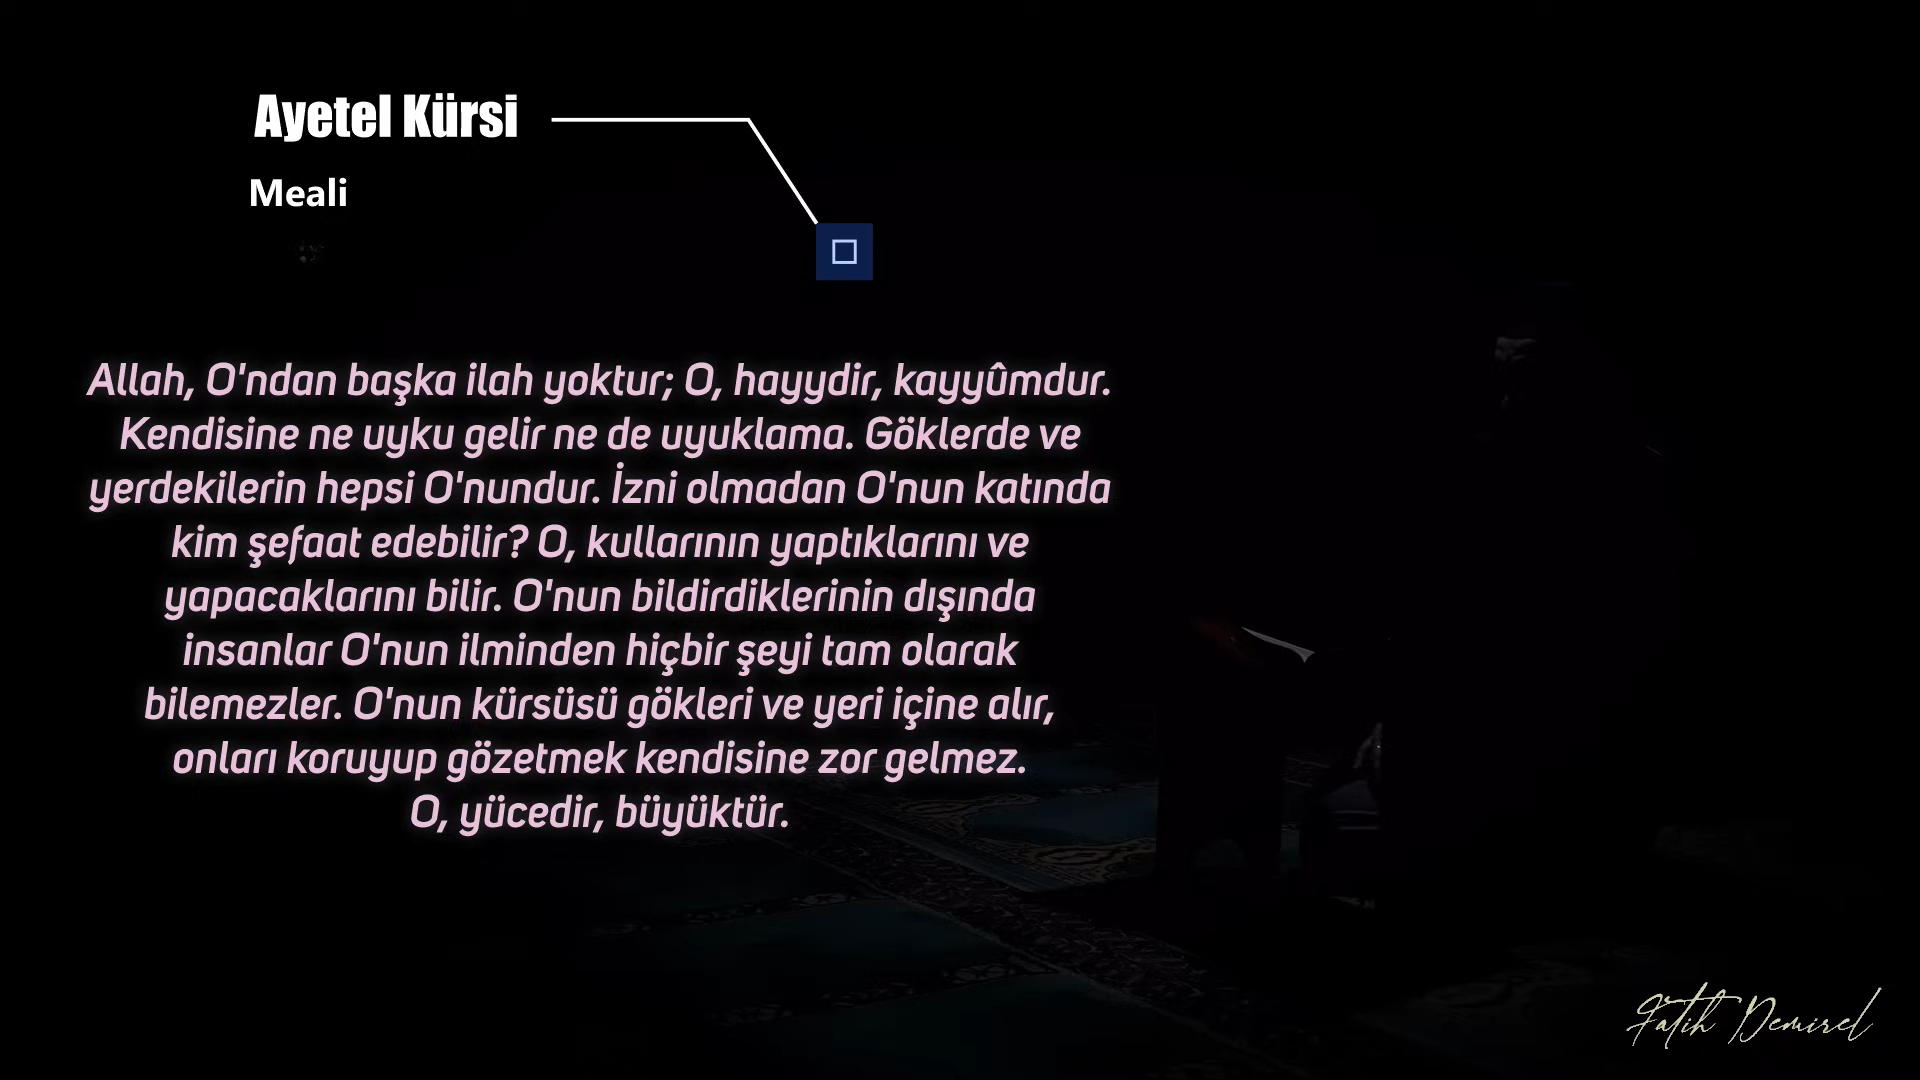 Ayetel Kürsi
Meali
Allah, O'ndan başka ilah yoktur; O, hayydir, kayyûmdur.
Kendisine ne uyku gelir ne de uyuklama. Göklerde ve
yerdekilerin hepsi O'nundur. İzni olmadan O'nun katında
kim şefaat edebilir? O, kullarının yaptıklarını ve
yapacaklarını bilir. O'nun bildirdiklerinin dışında
insanlar O'nun ilminden hiçbir şeyi tam olarak
bilemezler. O'nun kürsüsü gökleri ve yeri içine alır,
onları koruyup gözetmek kendisine zor gelmez.
O, yücedir, büyüktür.
Fatih Demirel